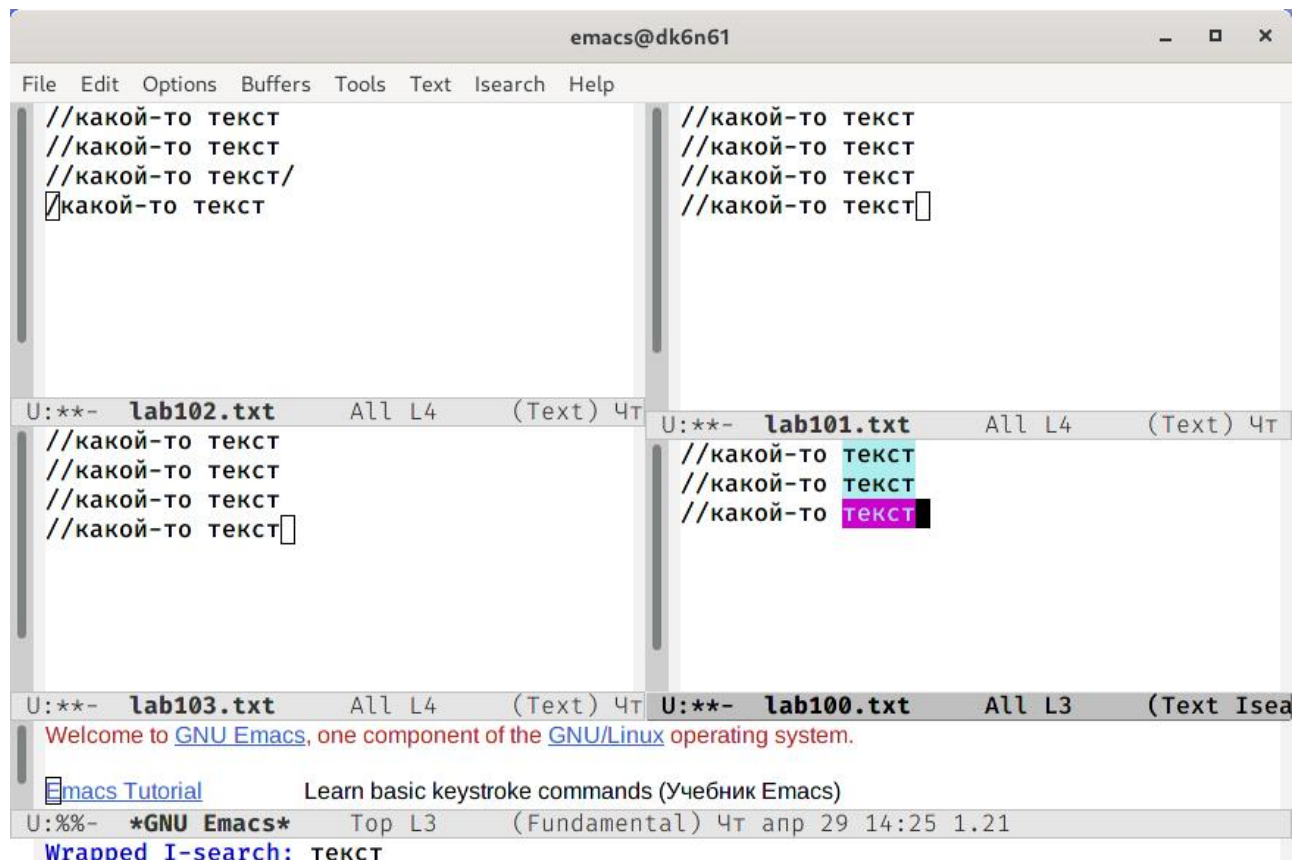 emacs@dk6n61
File Edit Options Buffers Tools Text Isearch Help
//какой-то текст
//какой-то текст
//какой-то текст/
/какой-то текст
U:**- lab102.txt All L4 (Text) Чт
//какой-то текст
//какой-то текст
//какой-то текст
//какой-то текст
U:**- lab101.txt All L4 (Text) Чт
//какой-то текст
//какой-то текст
//какой-то текст
//какой-то текст
U:**- lab103.txt All L4 (Text) Чт
//какой-то текст
//какой-то текст
//какой-то текст
U:**- lab100.txt All L3 (Text Isea
Welcome to GNU Emacs, one component of the GNU/Linux operating system.
Emacs Tutorial Learn basic keystroke commands (Учебник Emacs)
U:%%- *GNU Emacs* Top L3 (Fundamental) Чт апр 29 14:25 1.21
Wrapped I-search: текст